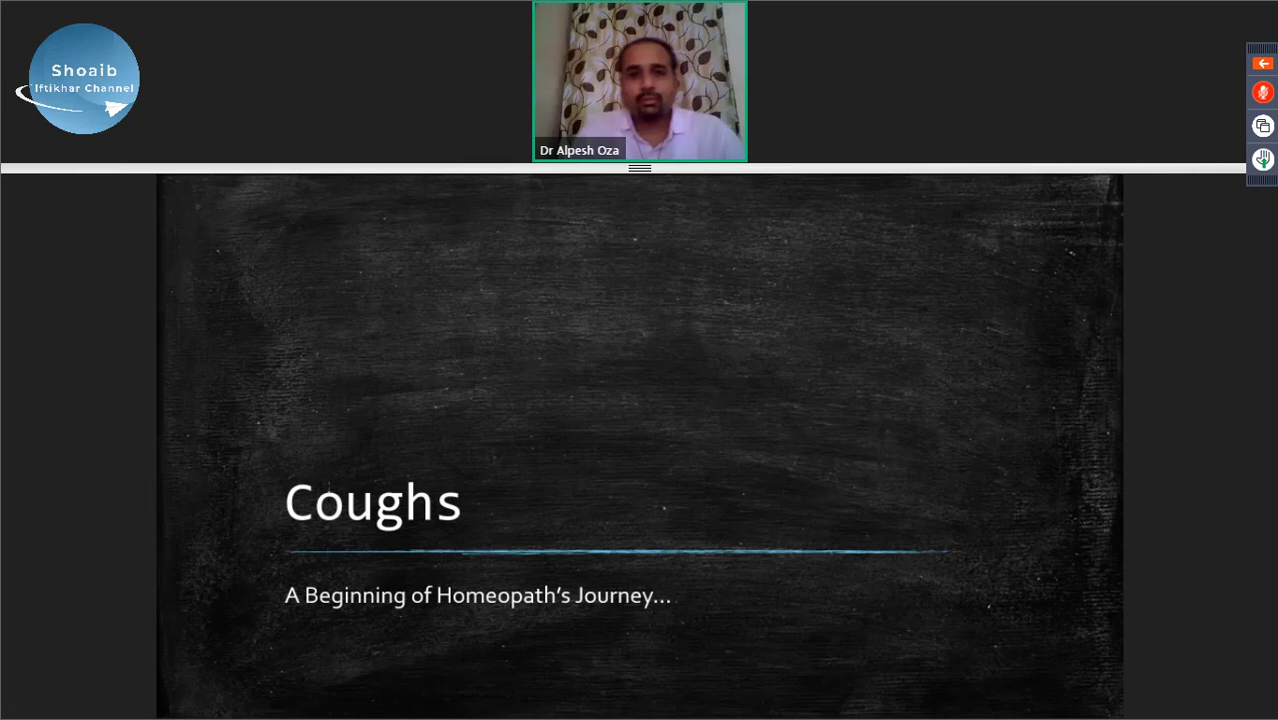 Shoaib
Iftikhar Channel
Dr Alpesh Oza
Coughs
A Beginning of Homeopath's Journey...